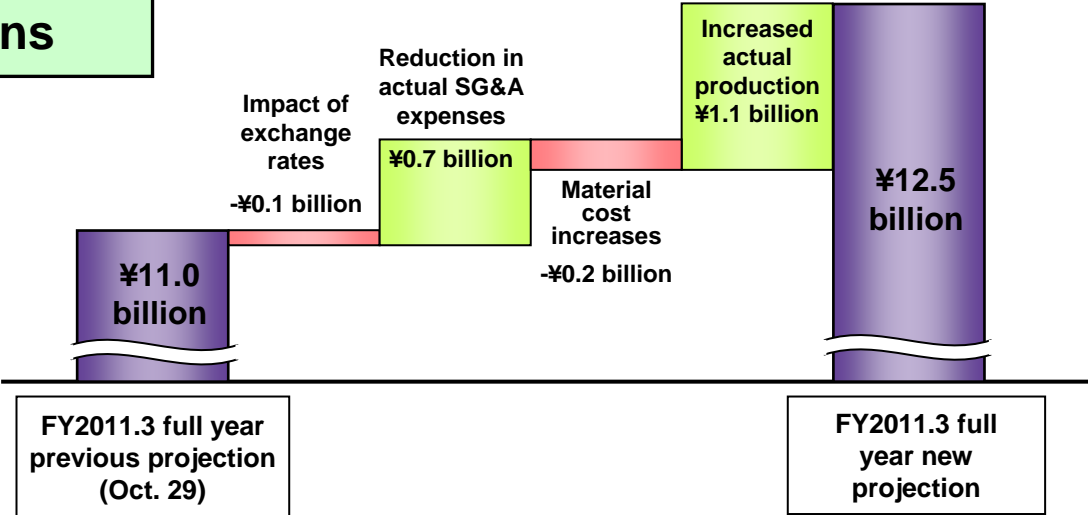 ns
Increased
actual
production
¥1.1 billion
Reduction in
actual SG&A
expenses
¥0.7 billion
Impact of
exchange
rates
-¥0.1 billion
Material
cost
increases
-¥0.2 billion
¥11.0
billion
¥12.5
billion
FY2011.3 full year
previous projection
(Oct. 29)
FY2011.3 full
year new
projection